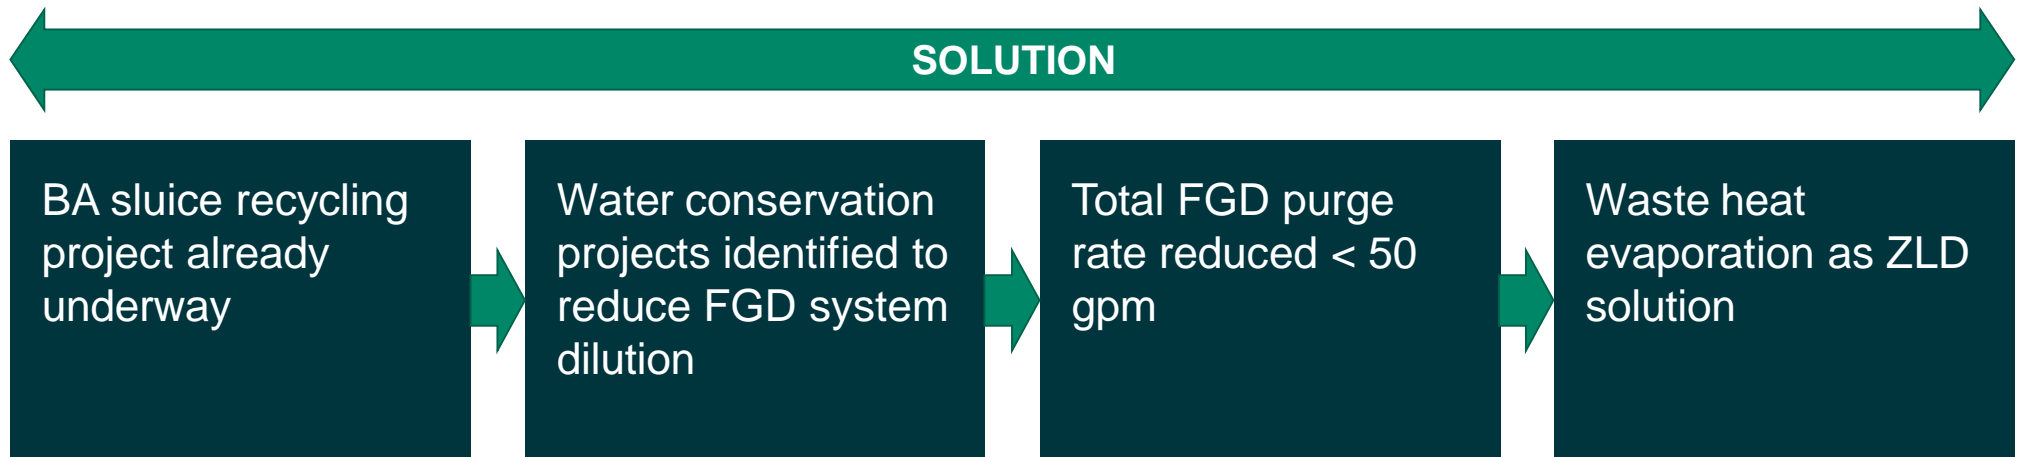 SOLUTION
BA sluice recycling
project already
underway
Water conservation
projects identified to
reduce FGD system
dilution
Total FGD purge
rate reduced < 50
gpm
Waste heat
evaporation as ZLD
solution